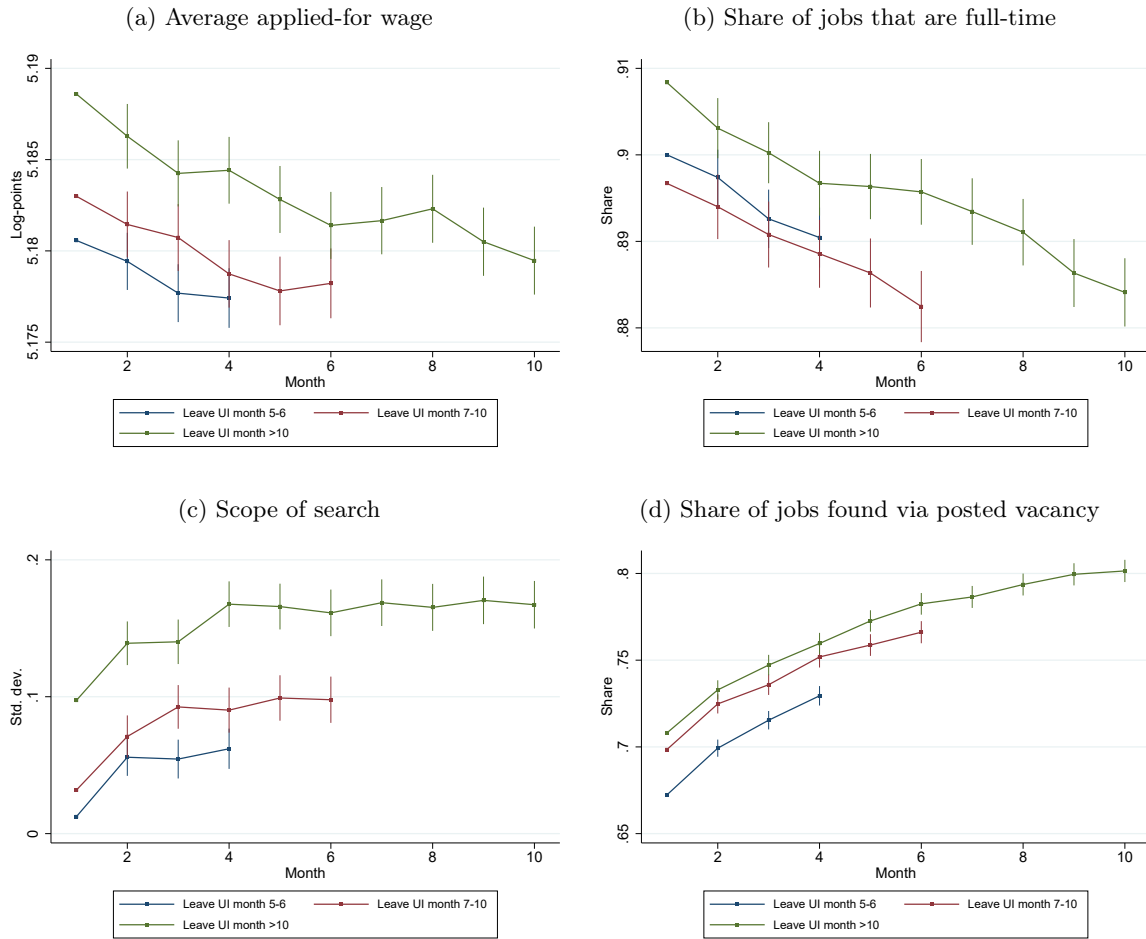 (a) Average applied-for wage
5.19
5.185
5.18
5.175
Log-points
2 4 6 8 10
Month
Leave UI month 5-6 Leave UI month 7-10
Leave UI month >10
(b) Share of jobs that are full-time
.91
.9
.89
.88
Share
2 4 6 8 10
Month
Leave UI month 5-6 Leave UI month 7-10
Leave UI month >10
(c) Scope of search
.2
.1
0
Std. dev.
2 4 6 8 10
Month
Leave UI month 5-6 Leave UI month 7-10
Leave UI month >10
(d) Share of jobs found via posted vacancy
.8
.75
.7
.65
Share
2 4 6 8 10
Month
Leave UI month 5-6 Leave UI month 7-10
Leave UI month >10